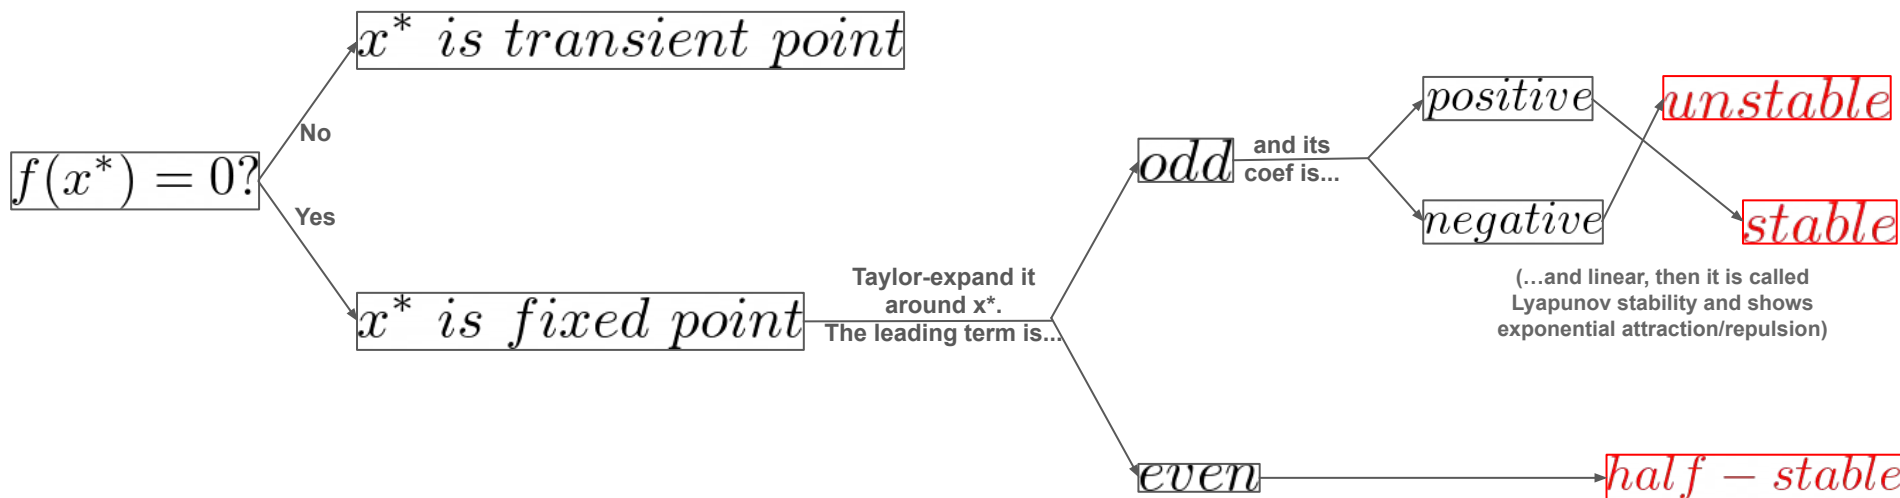 x* is transient point
No
f(x*) = 0?
Yes
x* is fixed point
Taylor-expand it
around x*.
The leading term is...
odd
and its
coef is...
positive
negative
unstable
stable
(...and linear, then it is called
Lyapunov stability and shows
exponential attraction/repulsion)
even
half - stable